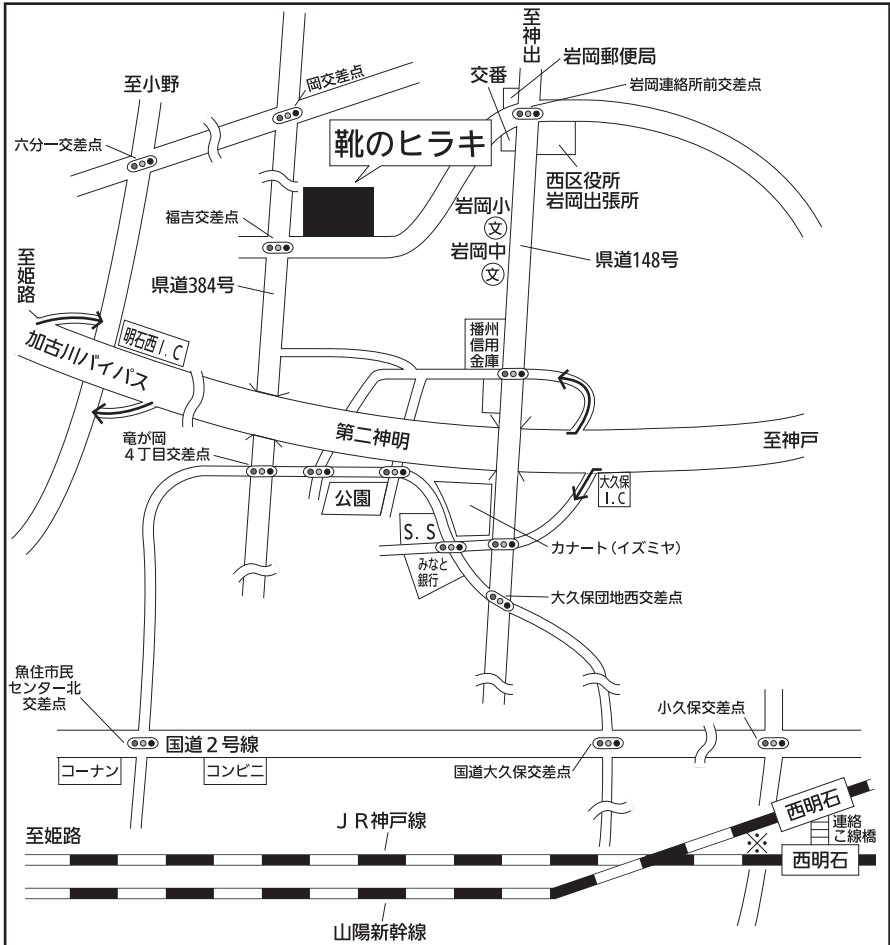 至神出
岩岡郵便局
交番
岩岡連絡所前交差点
至小野
岡交差点
六分一交差点
靴のヒラキ
西区役所
岩岡出張所
岩岡小
文
福吉交差点
岩岡中
文
県道148号
至姫路
県道384号
明石西I.C
播州
信用
金庫
加古川バイパス
第二神明
至神戸
竜が岡
4丁目交差点
公園
大久保
I.C
S.S
カナート(イズミヤ)
みなと
銀行
大久保団地西交差点
魚住市民
センター北
交差点
小久保交差点
国道2号線
コーナン
コンビニ
国道大久保交差点
西明石
JR神戸線
至姫路
連絡
こ線橋
※
西明石
山陽新幹線